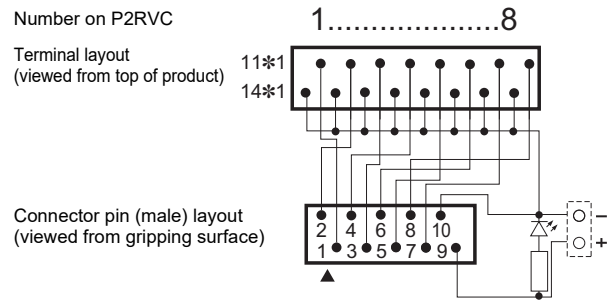 Number on P2RVC
1....................8
Terminal layout
(viewed from top of product)
11✱1
14✱1
Connector pin (male) layout
(viewed from gripping surface)
2 4 6 8 10
1 3 5 7 9
−
+